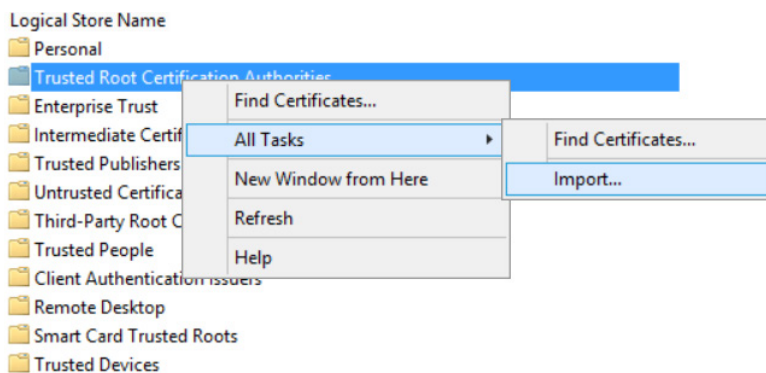 Logical Store Name
Personal
Trusted Root Certification Authorities
Enterprise Trust
Intermediate Certif
Trusted Publishers
Untrusted Certifica
Third-Party Root C
Trusted People
Client Authentication Issuers
Remote Desktop
Smart Card Trusted Roots
Trusted Devices
Find Certificates...
All Tasks
New Window from Here
Refresh
Help
Find Certificates...
Import...